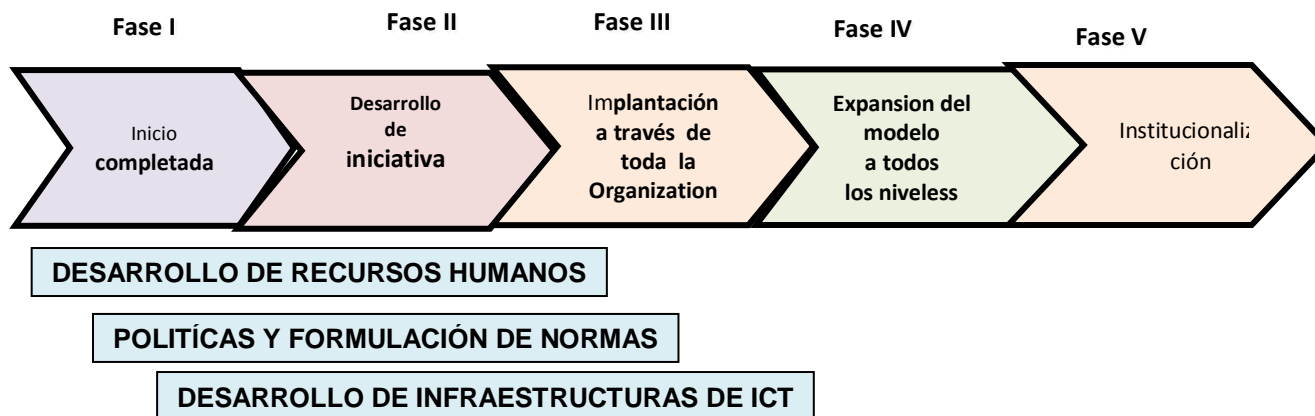 Fase I
Fase II
Fase III
Fase IV
Fase V
Inicio
completada
Desarrollo
de
iniciativa
Implantación
a través de
toda la
Organization
Expansion del
modelo
a todos
los niveless
Institucionaliz
ción
DESARROLLO DE RECURSOS HUMANOS
POLITÍCAS Y FORMULACIÓN DE NORMAS
DESARROLLO DE INFRAESTRUCTURAS DE ICT